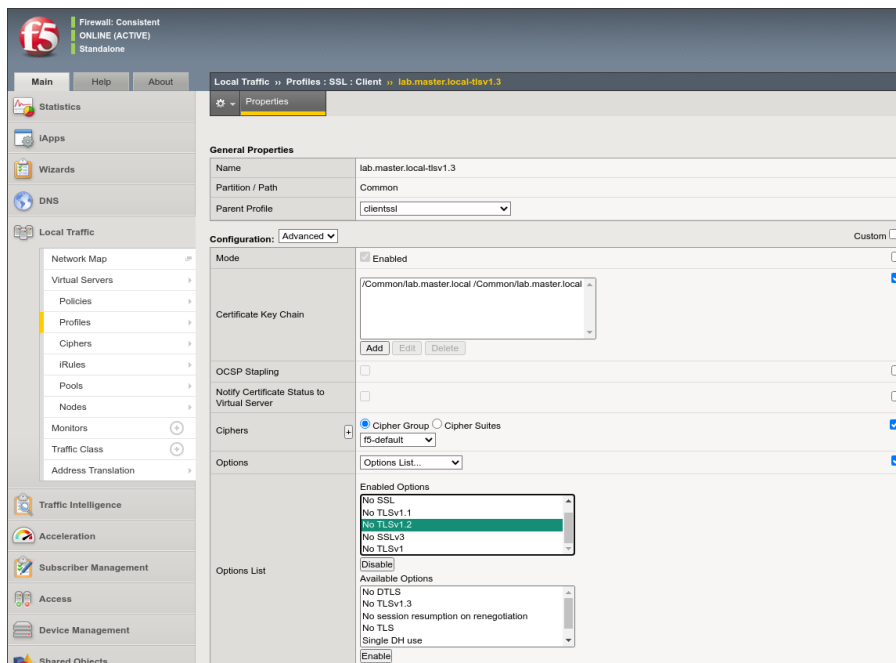 f5
Firewall: Consistent
ONLINE (ACTIVE)
Standalone
Main Help About
Local Traffic ›› Profiles : SSL : Client ›› lab.master.local-tlsv1.3
Properties
Statistics
iApps
Wizards
DNS
Local Traffic
Network Map
Virtual Servers
Policies
Profiles
Ciphers
iRules
Pools
Nodes
Monitors
Traffic Class
Address Translation
Traffic Intelligence
Acceleration
Subscriber Management
Access
Device Management
Shared Objects
General Properties
Name lab.master.local-tlsv1.3
Partition / Path Common
Parent Profile clientssl
Configuration: Advanced Custom
Mode Enabled
Certificate Key Chain
/Common/lab.master.local /Common/lab.master.local
Add Edit Delete
OCSP Stapling
Notify Certificate Status to
Virtual Server
Ciphers + Cipher Group Cipher Suites
f5-default
Options Options List...
Options List
Enabled Options
No SSL
No TLSv1.1
No TLSv1.2
No SSLv3
No TLSv1
Disable
Available Options
No DTLS
No TLSv1.3
No session resumption on renegotiation
No TLS
Single DH use
Enable